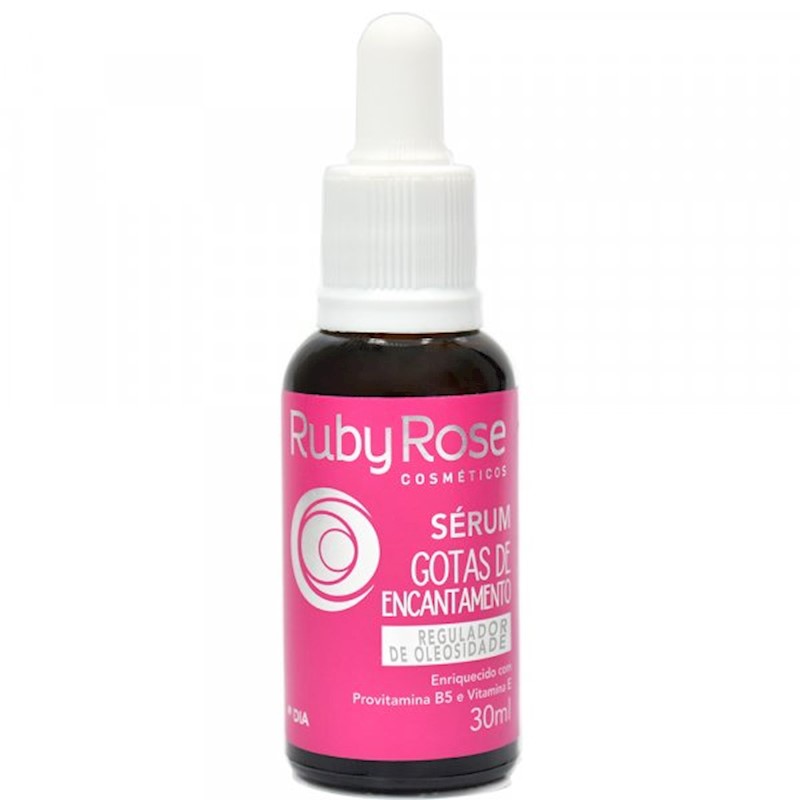 Ruby Rose
COSMÉTICOS
SÉRUM
GOTAS DE
ENCANTAMENTO
REGULADOR
DE OLEOSIDADE
Enriquecido com
Provitamina B5 e Vitamina E
30ml
DIA